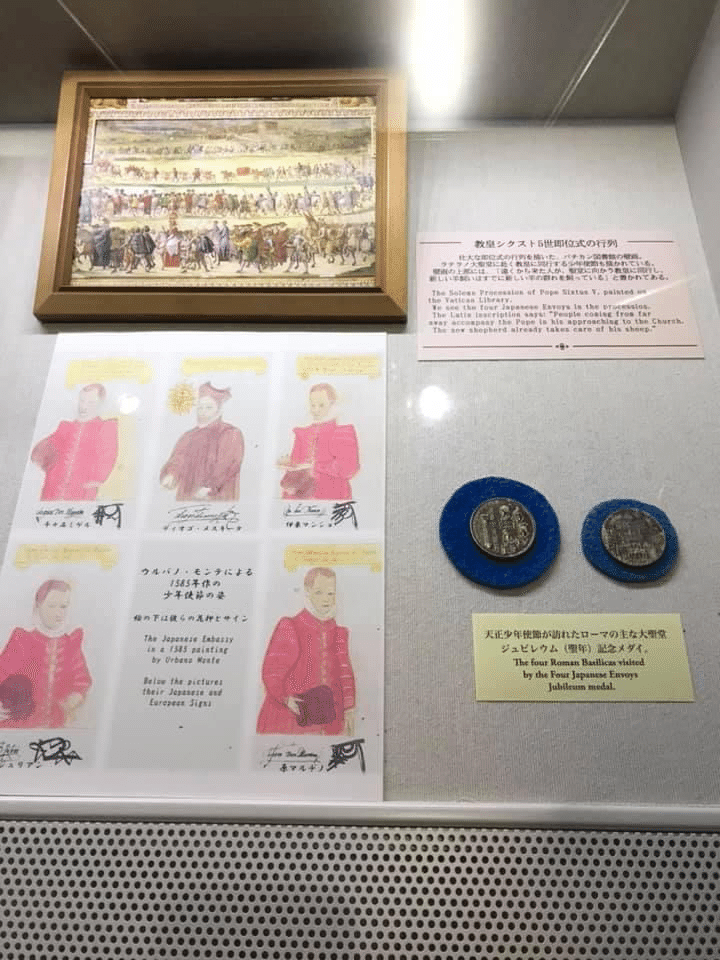 教皇シクスト5世即位式の行列
壮大な即位式の行列を描いた、バチカン図書館の壁画。
ラテラノ大聖堂に赴く教皇に同行する少年使節も描かれている。
壁画の上部には、「遠くから来た人が、聖堂に向かう教皇に同行し、
新しい羊飼いはすでに新しい羊の群れを飼っている」と書かれてある。
The Solemn Procession of Pope Sixtus V, painted on
the Vatican Library.
We see the four Japanese Envoys in the procession.
The Latin inscription says: "People coming from far
away accompany the Pope in his approaching to the Church.
The new shepherd already takes care of his sheep."
千々石ミゲル
ディオゴ・メスキータ
伊東マンショ
ウルバノ・モンテによる
1585年作の
少年使節の姿
絵の下は彼らの花押とサイン
The Japanese Embassy
in a 1585 painting
by Urbano Monte
Below the pictures
their Japanese and
European Signs
ュリアン
原マルチノ
天正少年使節が訪れたローマの主な大聖堂
ジュビレウム（聖年）記念メダイ。
The four Roman Basilicas visited
by the Four Japanese Envoys
Jubileum medal.